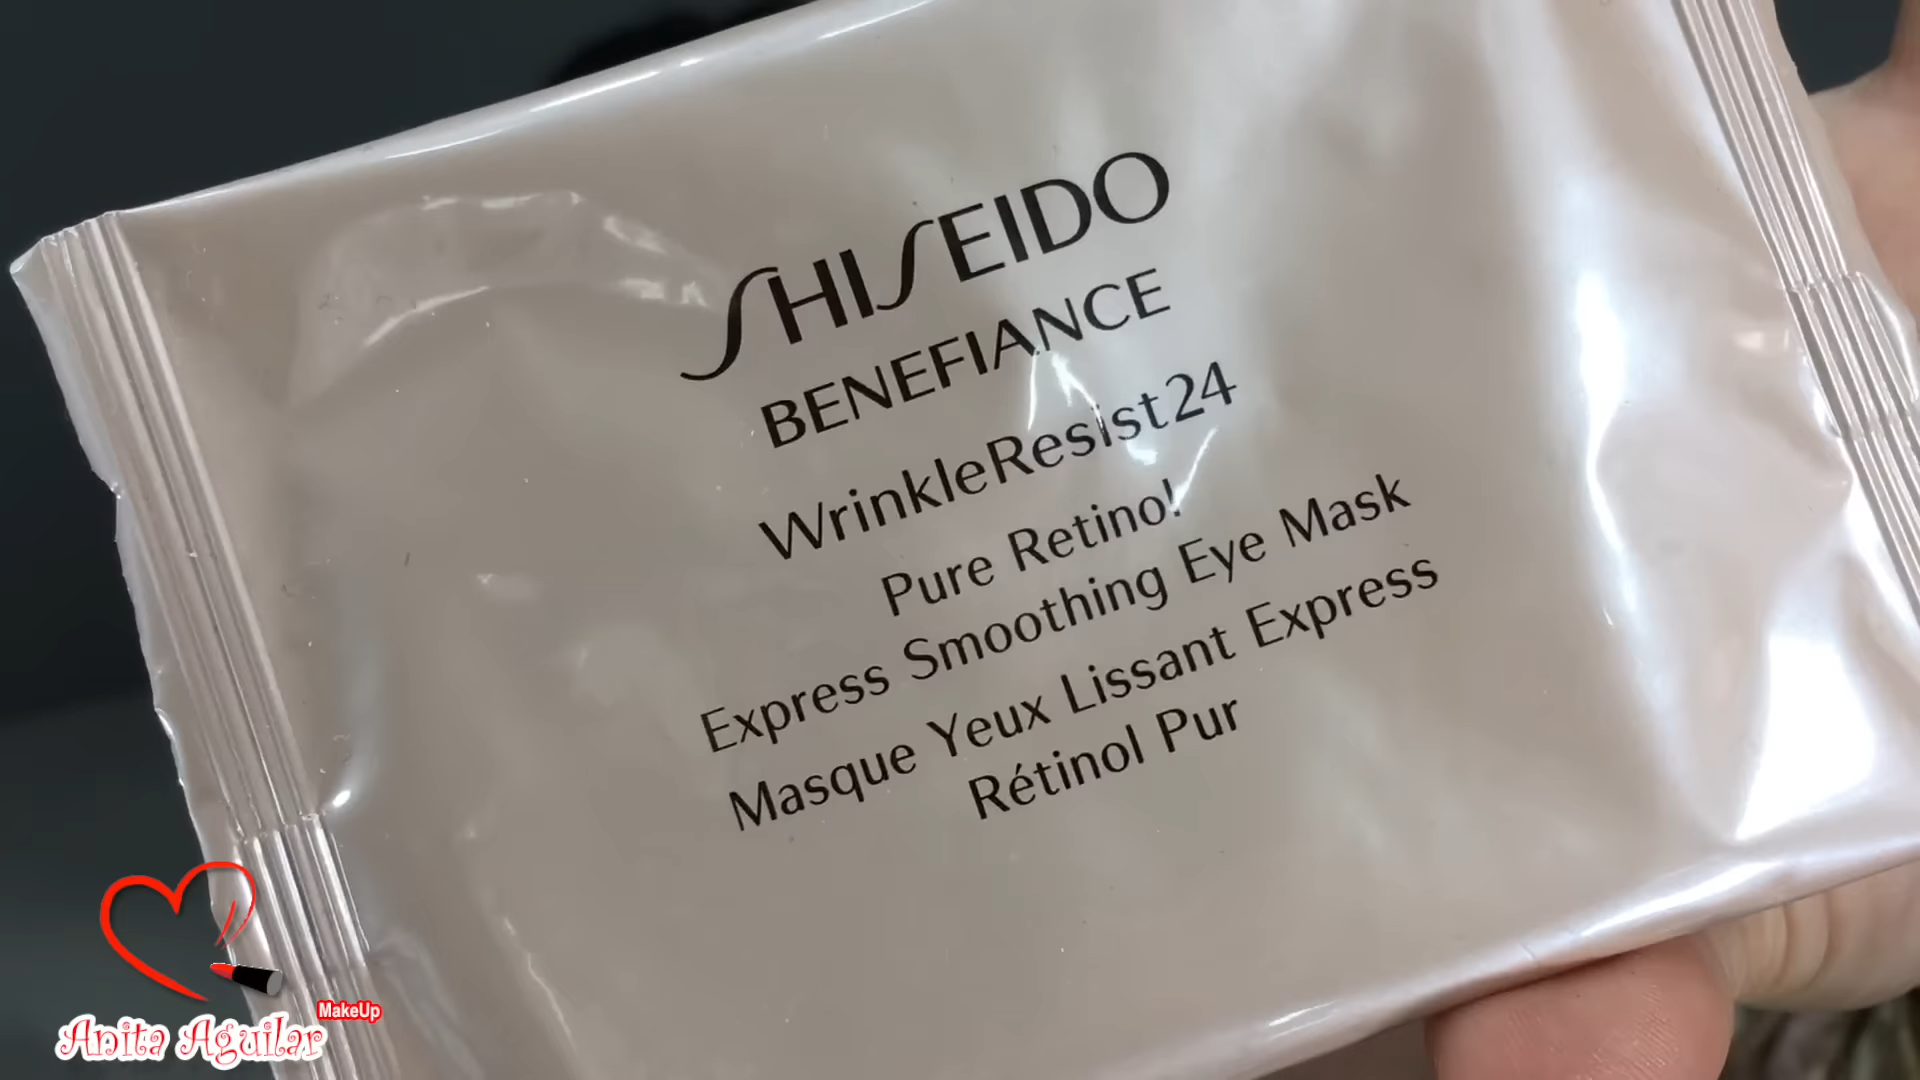 SHISEIDO
BENEFIANCE
WrinkleResist24
Pure Retinol
Express Smoothing Eye Mask
Masque Yeux Lissant Express
Rétinol Pur
MakeUp
Anita Aguilar